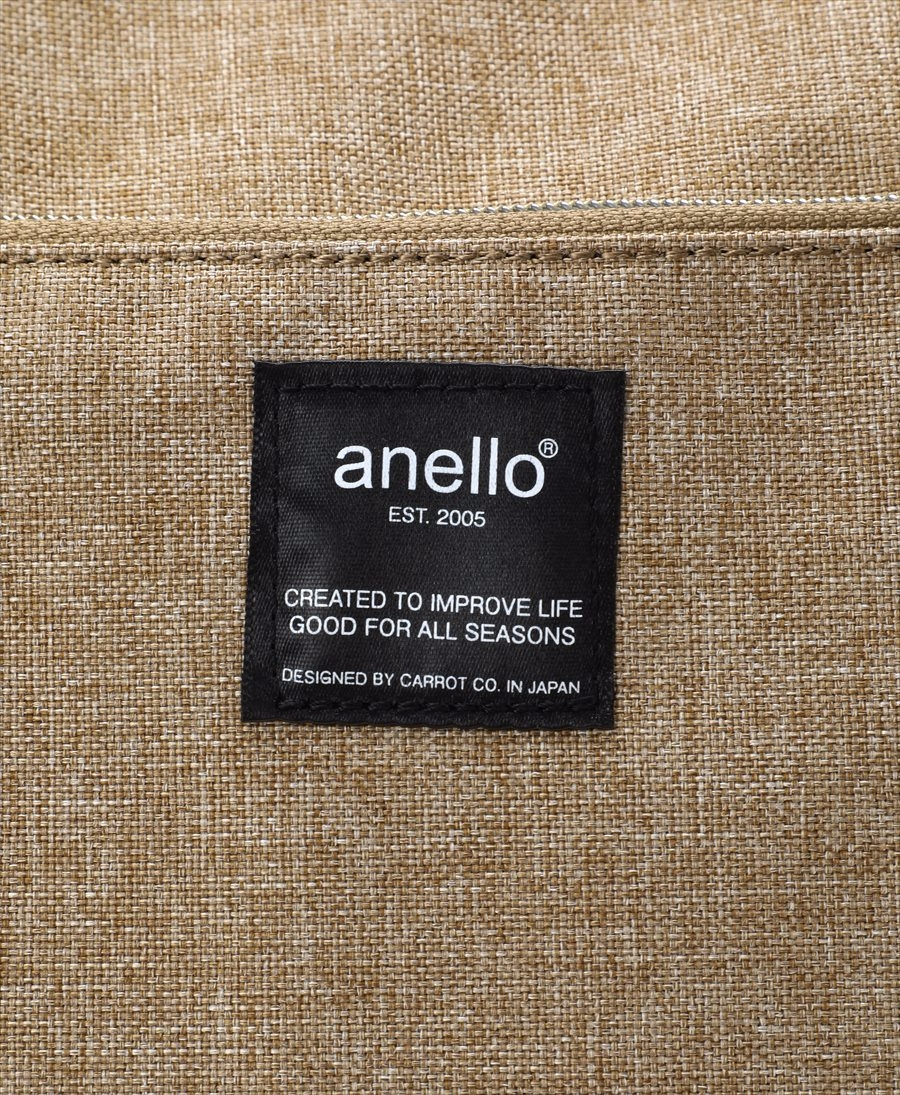 anello®
EST. 2005
CREATED TO IMPROVE LIFE
GOOD FOR ALL SEASONS
DESIGNED BY CARROT CO. IN JAPAN